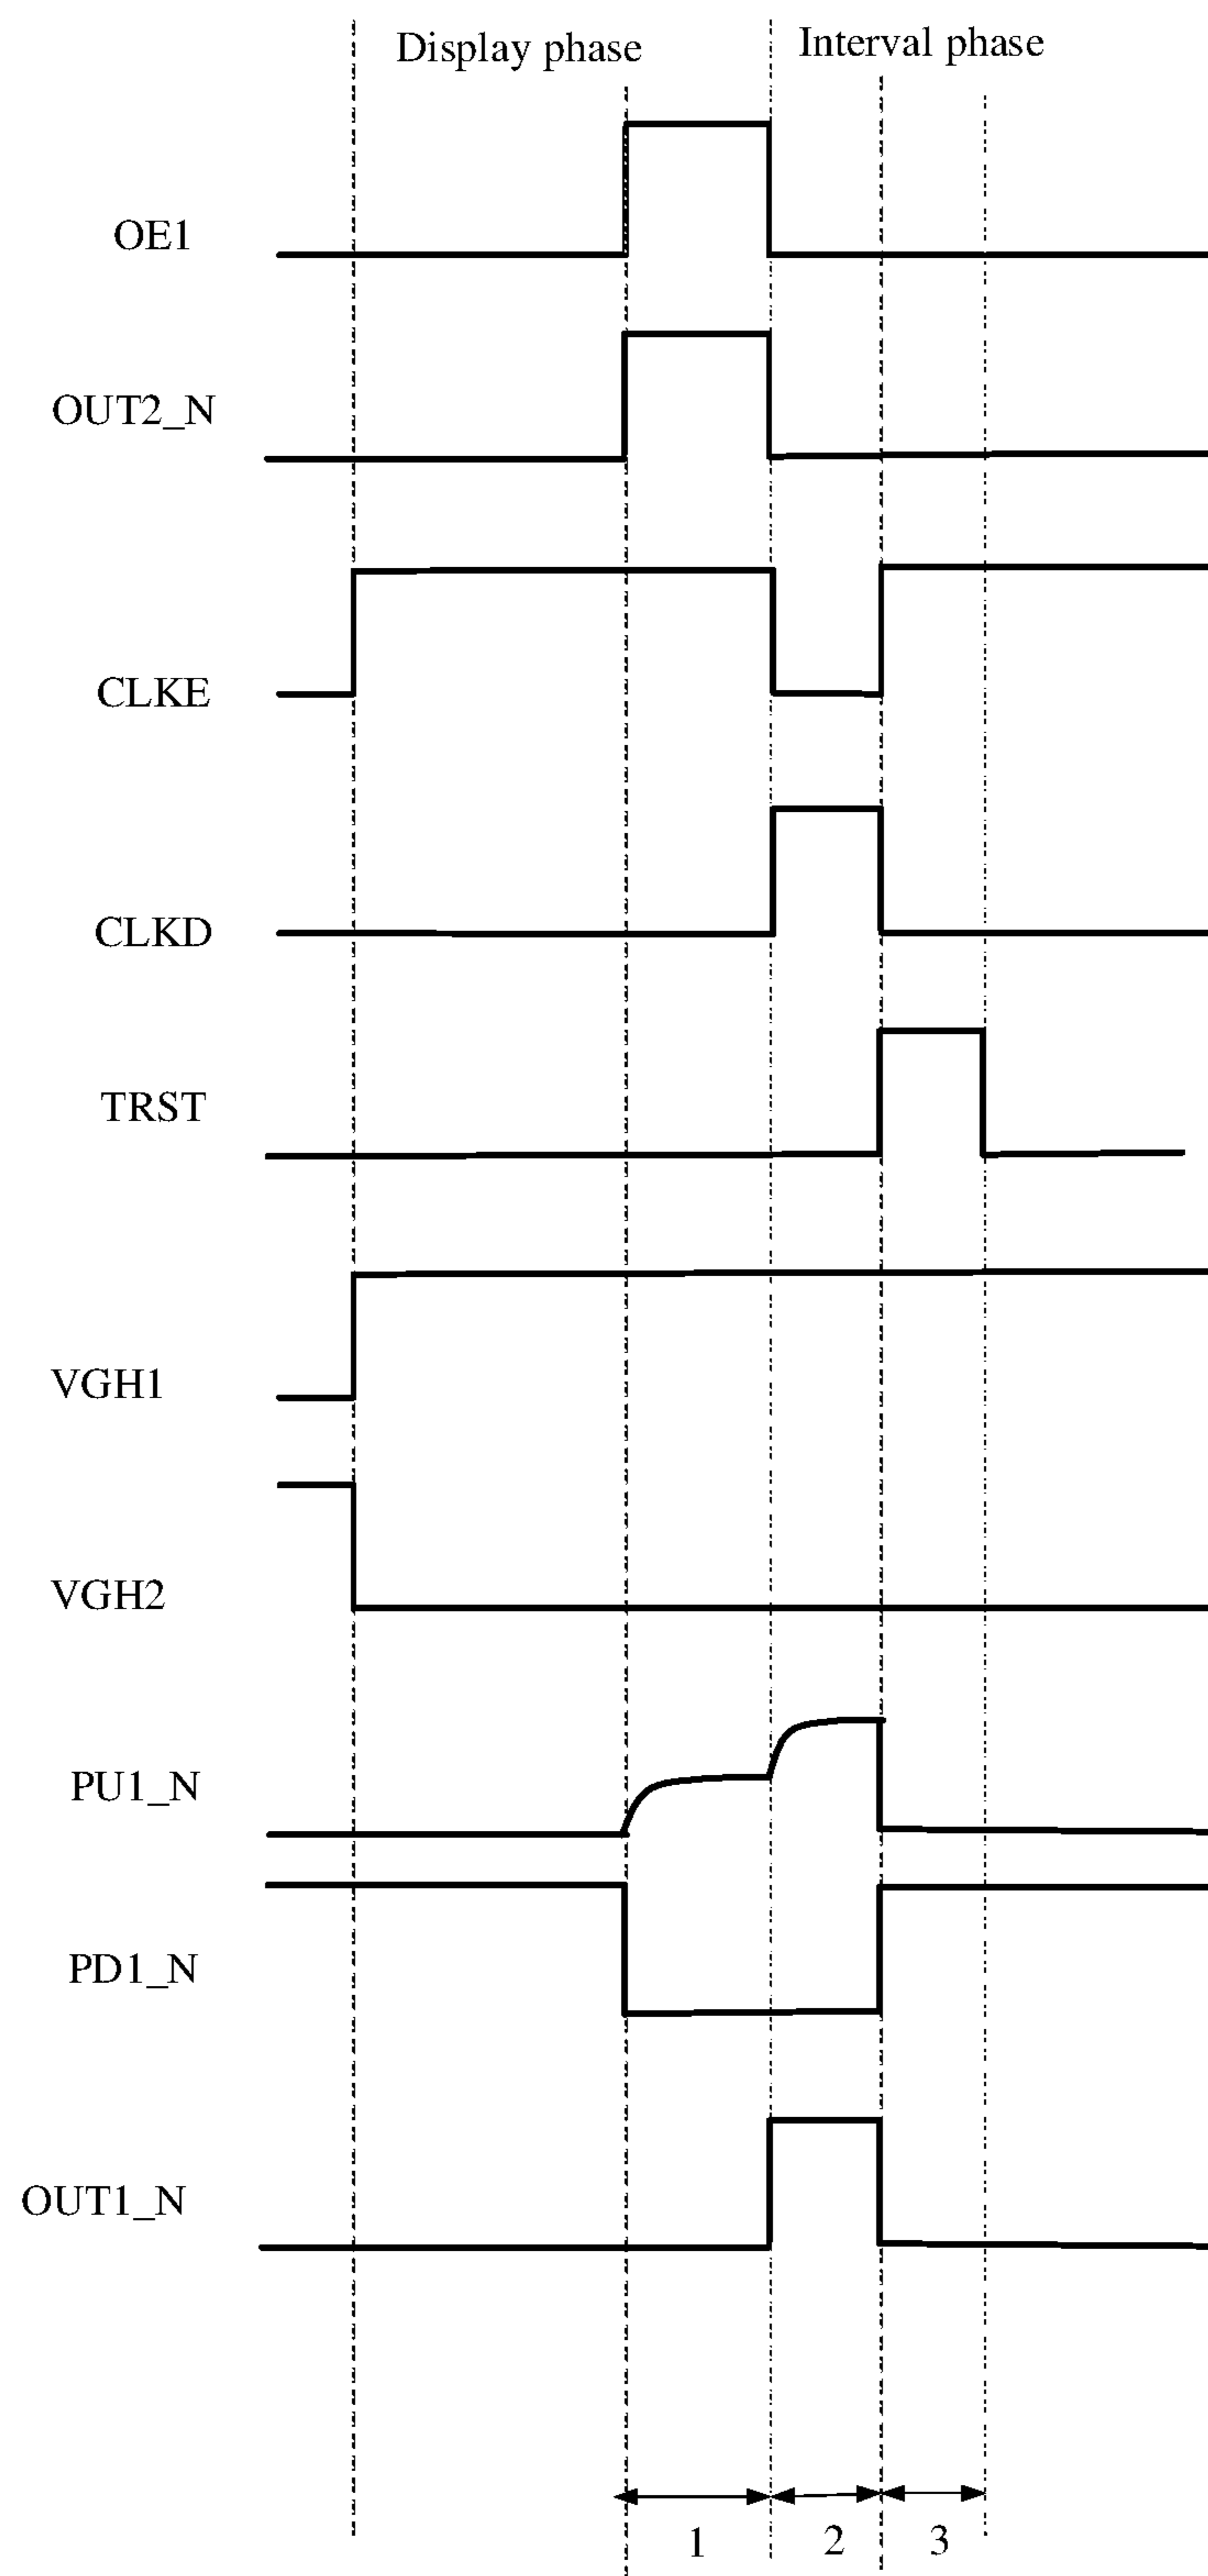 Display phase
Interval phase
OE1
OUT2_N
CLKE
CLKD
TRST
VGH1
VGH2
PU1_N
PD1_N
OUT1_N
1
2
3